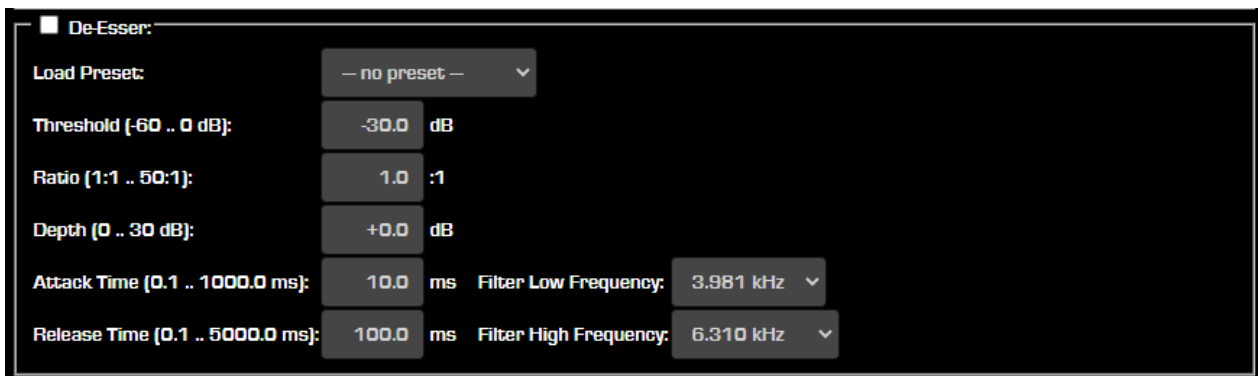 De-Esser:
Load Preset: — no preset —
Threshold (-60 .. 0 dB): -30.0 dB
Ratio (1:1 .. 50:1): 1.0 :1
Depth (0 .. 30 dB): +0.0 dB
Attack Time (0.1 .. 1000.0 ms): 10.0 ms Filter Low Frequency: 3.981 kHz
Release Time (0.1 .. 5000.0 ms): 100.0 ms Filter High Frequency: 6.310 kHz